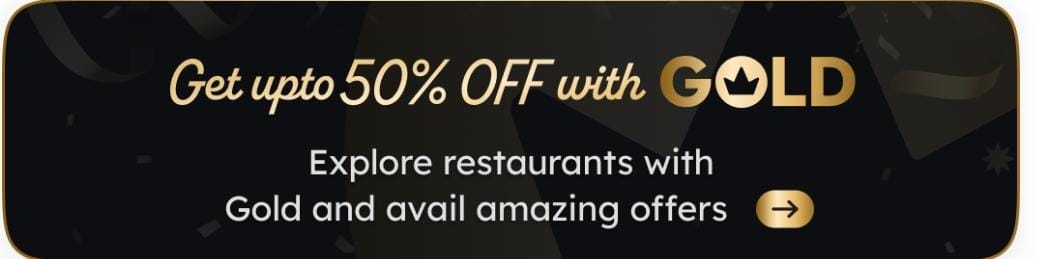 Get upto 50% OFF with GOLD
Explore restaurants with
Gold and avail amazing offers